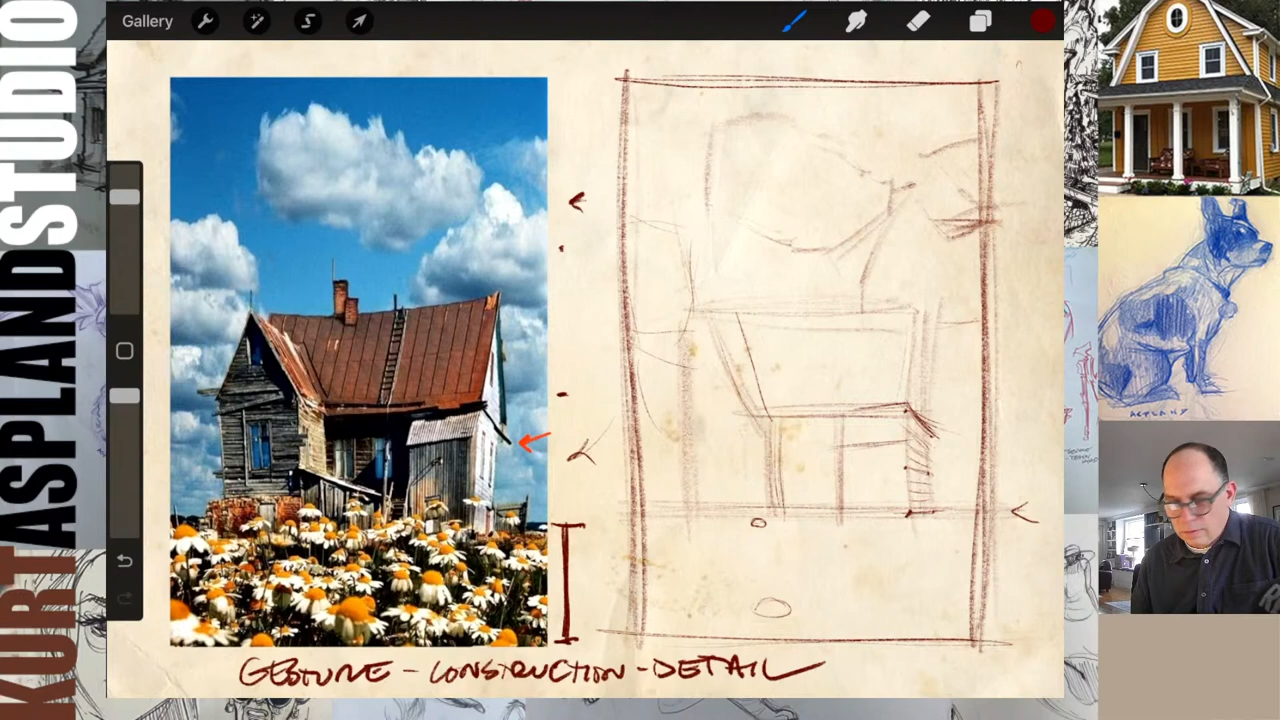 Gallery
KURT ASPLAND STUDIO
GESTURE - CONSTRUCTION - DETAIL